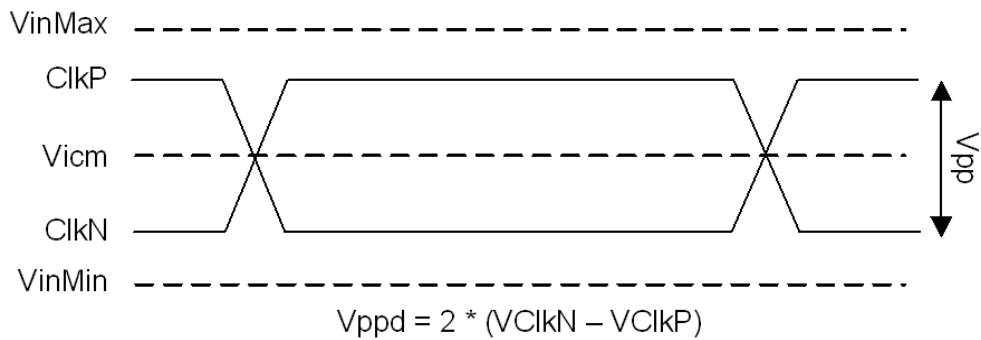 VinMax
ClkP
Vicm
ClkN
VinMin
Vpp
Vppd = 2 * (VClkN – VClkP)